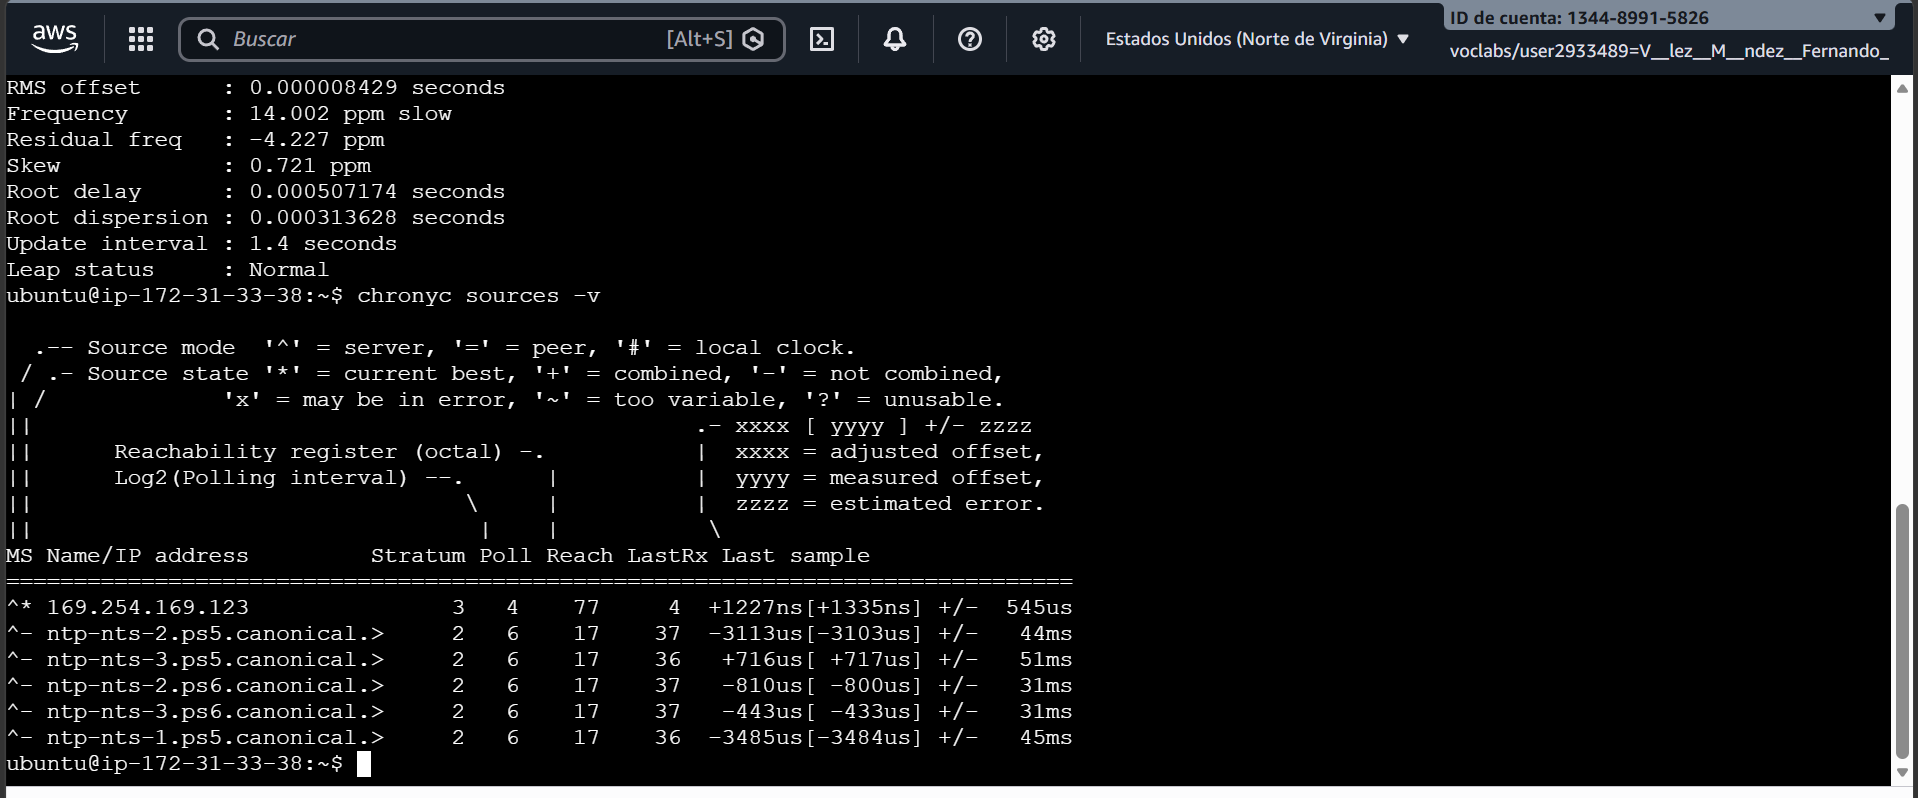 aws
Buscar [Alt+S]
Estados Unidos (Norte de Virginia)
ID de cuenta: 1344-8991-5826
voclabs/user2933489=V__lez__M__ndez__Fernando_
RMS offset      : 0.000008429 seconds
Frequency       : 14.002 ppm slow
Residual freq   : -4.227 ppm
Skew            : 0.721 ppm
Root delay      : 0.000507174 seconds
Root dispersion : 0.000313628 seconds
Update interval : 1.4 seconds
Leap status     : Normal
ubuntu@ip-172-31-33-38:~$ chronyc sources -v
  .-- Source mode  '^' = server, '=' = peer, '#' = local clock.
 / .- Source state '*' = current best, '+' = combined, '-' = not combined,
| /             'x' = may be in error, '~' = too variable, '?' = unusable.
||                                                 .- xxxx [ yyyy ] +/- zzzz
||      Reachability register (octal) -.           |  xxxx = adjusted offset,
||      Log2(Polling interval) --.      |          |  yyyy = measured offset,
||                                \     |          |  zzzz = estimated error.
||                                 |    |           \
MS Name/IP address         Stratum Poll Reach LastRx Last sample
===============================================================================
^* 169.254.169.123               3   4    77     4  +1227ns[+1335ns] +/-  545us
^- ntp-nts-2.ps5.canonical.>     2   6    17    37  -3113us[-3103us] +/-   44ms
^- ntp-nts-3.ps5.canonical.>     2   6    17    36   +716us[ +717us] +/-   51ms
^- ntp-nts-2.ps6.canonical.>     2   6    17    37   -810us[ -800us] +/-   31ms
^- ntp-nts-3.ps6.canonical.>     2   6    17    37   -443us[ -433us] +/-   31ms
^- ntp-nts-1.ps5.canonical.>     2   6    17    36  -3485us[-3484us] +/-   45ms
ubuntu@ip-172-31-33-38:~$